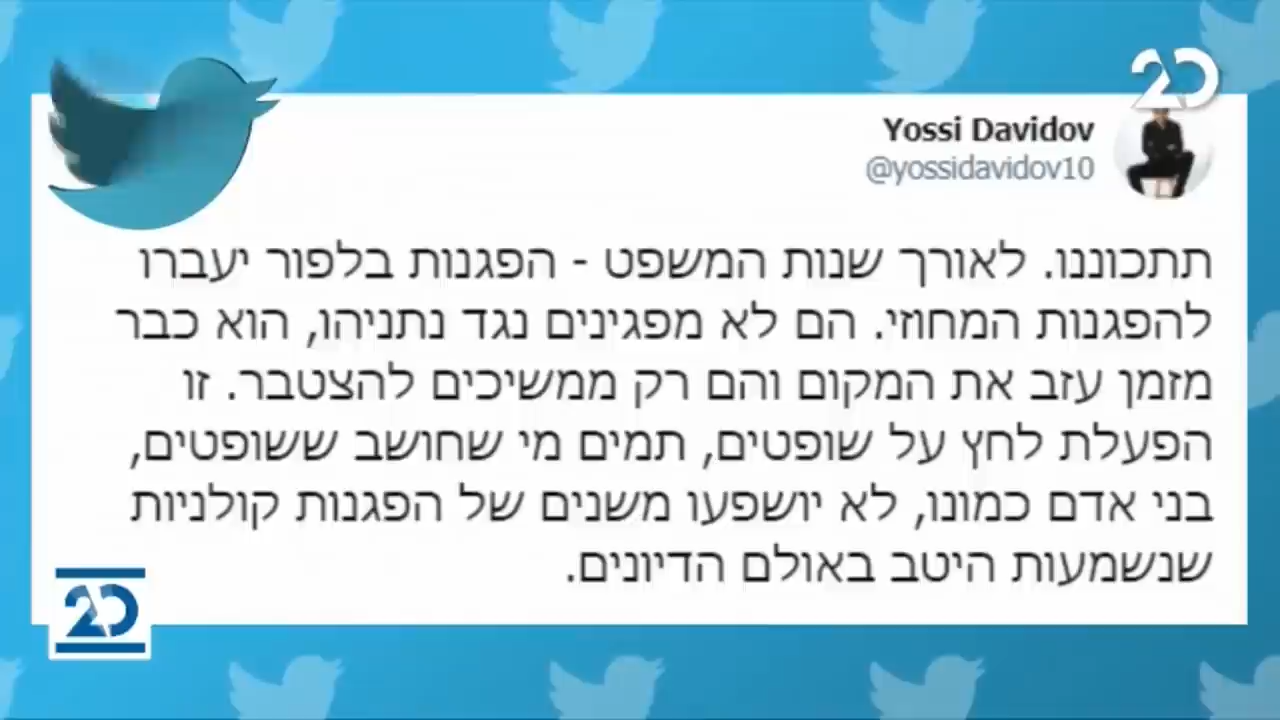 20
Yossi Davidov
@yossidavidov10
תתכוננו. לאורך שנות המשפט - הפגנות בלפור יעברו
להפגנות המחוזי. הם לא מפגינים נגד נתניהו, הוא כבר
מזמן עזב את המקום והם רק ממשיכים להצטבר. זו
הפעלת לחץ על שופטים, תמים מי שחושב ששופטים,
בני אדם כמונו, לא יושפעו משנים של הפגנות קולניות
שנשמעות היטב באולם הדיונים.
20